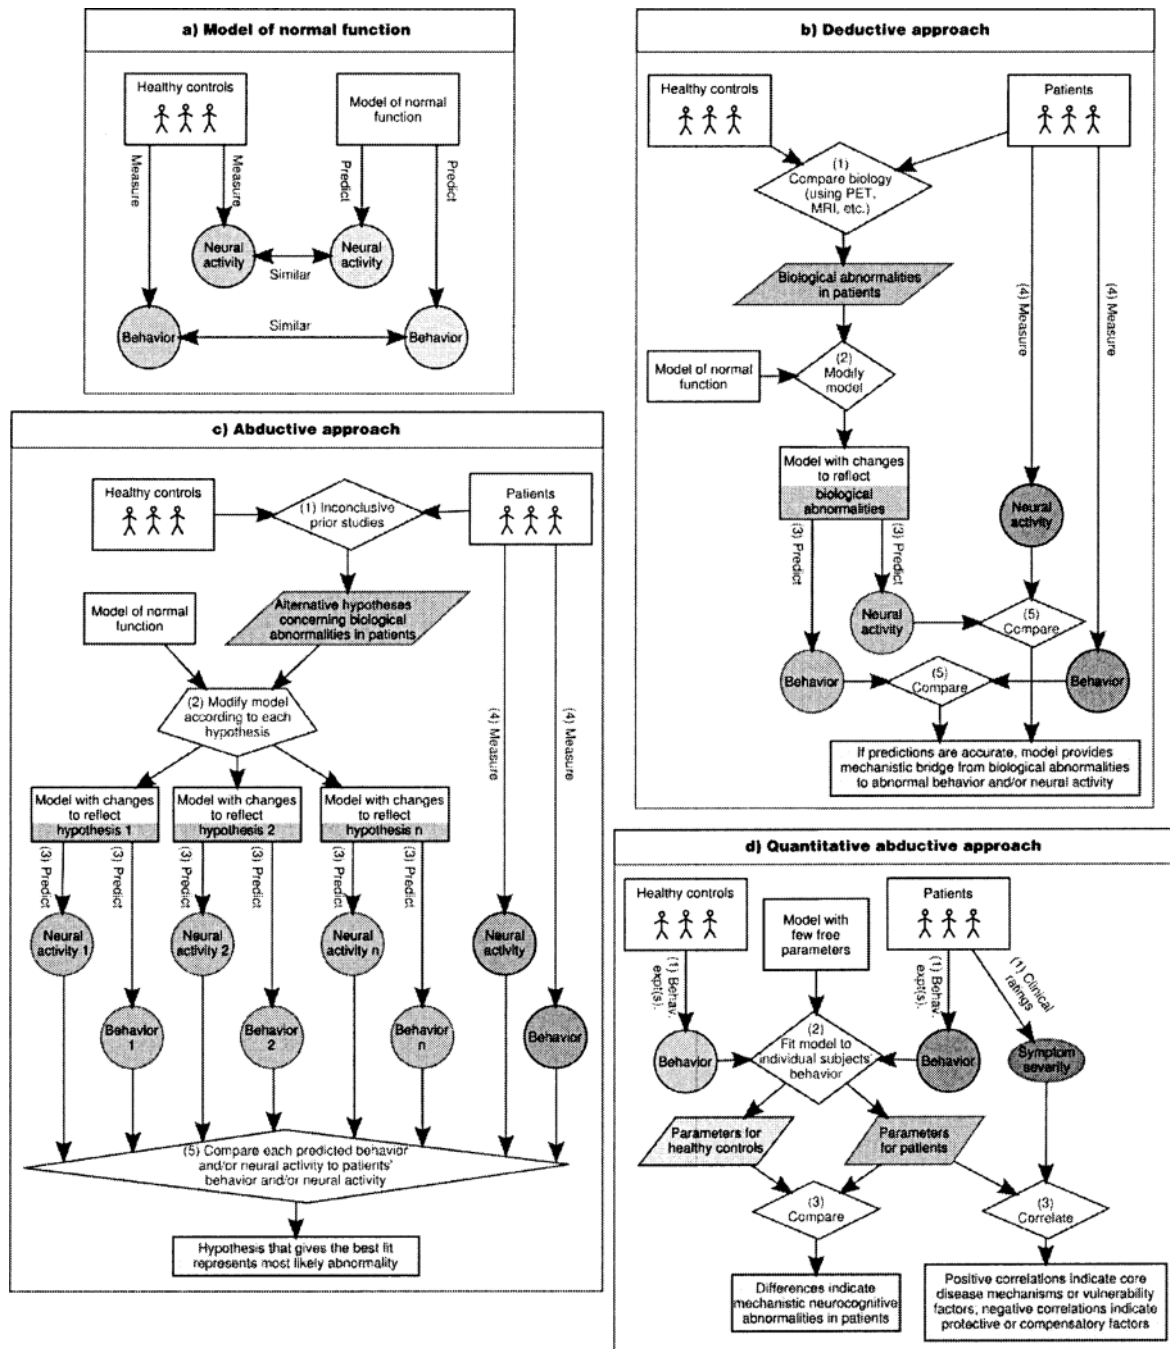 a) Model of normal function
Healthy controls
Model of normal
function
Measure
Measure
Predict
Predict
Neural
activity
Similar
Neural
activity
Behavior
Similar
Behavior
b) Deductive approach
Healthy controls
Patients
(1)
Compare biology
(using PET,
MRI, etc.)
Biological abnormalities
in patients
(4) Measure
(4) Measure
Model of normal
function
(2)
Modify
model
Model with changes
to reflect
biological
abnormalities
(3) Predict
(3) Predict
Neural
activity
Neural
activity
(5)
Compare
Behavior
(5)
Compare
Behavior
If predictions are accurate, model provides
mechanistic bridge from biological abnormalities
to abnormal behavior and/or neural activity
c) Abductive approach
Healthy controls
(1) Inconclusive
prior studies
Patients
Model of normal
function
Alternative hypotheses
concerning biological
abnormalities in patients
(2) Modify model
according to each
hypothesis
(4) Measure
(4) Measure
Model with changes
to reflect
hypothesis 1
Model with changes
to reflect
hypothesis 2
Model with changes
to reflect
hypothesis n
(3) Predict
(3) Predict
(3) Predict
(3) Predict
(3) Predict
(3) Predict
Neural
activity 1
Neural
activity 2
Neural
activity n
Neural
activity
Behavior
1
Behavior
2
Behavior
n
Behavior
(5) Compare each predicted behavior
and/or neural activity to patients'
behavior and/or neural activity
Hypothesis that gives the best fit
represents most likely abnormality
d) Quantitative abductive approach
Healthy controls
Model with
few free
parameters
Patients
(1) Behav.
expt(s).
(1) Behav.
expt(s).
(1) Clinical
ratings
Behavior
(2)
Fit model to
individual subjects'
behavior
Behavior
Symptom
severity
Parameters for
healthy controls
Parameters
for patients
(3)
Compare
(3)
Correlate
Differences indicate
mechanistic neurocognitive
abnormalities in patients
Positive correlations indicate core
disease mechanisms or vulnerability
factors; negative correlations indicate
protective or compensatory factors